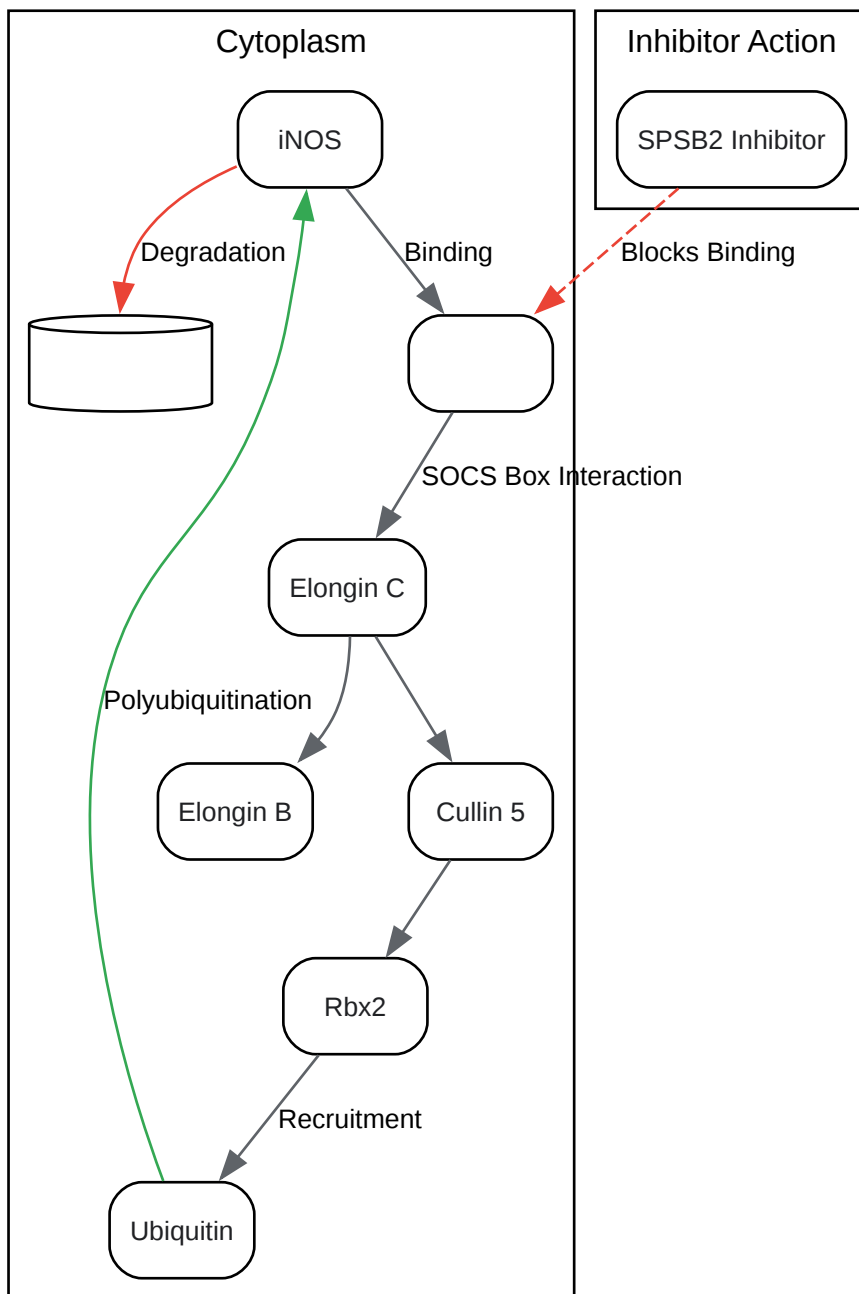 Cytoplasm
Inhibitor Action
iNOS
SPSB2 Inhibitor
Degradation
Binding
Blocks Binding
SOCS Box Interaction
Elongin C
Polyubiquitination
Elongin B
Cullin 5
Rbx2
Recruitment
Ubiquitin